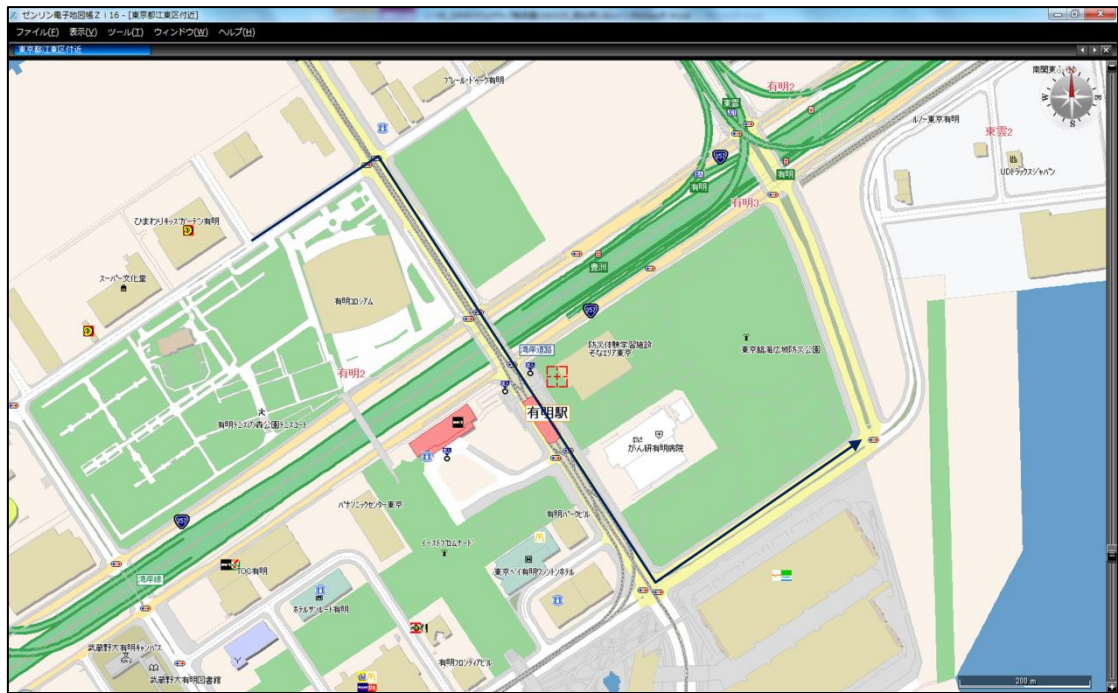 ゼンリン電子地図帳Zi16 - [東京都江東区付近]
ファイル(F) 表示(V) ツール(T) ウィンドウ(W) ヘルプ(H)
東京都江東区付近
有明2
東雲
有明
357
ルノー東京有明
東雲2
UDトラックスジャパン
N
E
S
W
有明
有明3
ひまわりキッズガーデン有明
スーパー文化堂
有明コロシアム
豊洲
357
湾岸道路
防災体験学習施設
そなエリア東京
東京臨海広域防災公園
有明2
有明テニスの森公園テニスコート
有明駅
がん研有明病院
357
パナソニックセンター東京
有明パークビル
イーストプロムナード
東京ベイ有明ワシントンホテル
湾岸線
TOC有明
ホテルサンルート有明
有明フロンティアビル
武蔵野大有明キャンパス
武蔵野大有明図書館
200 m